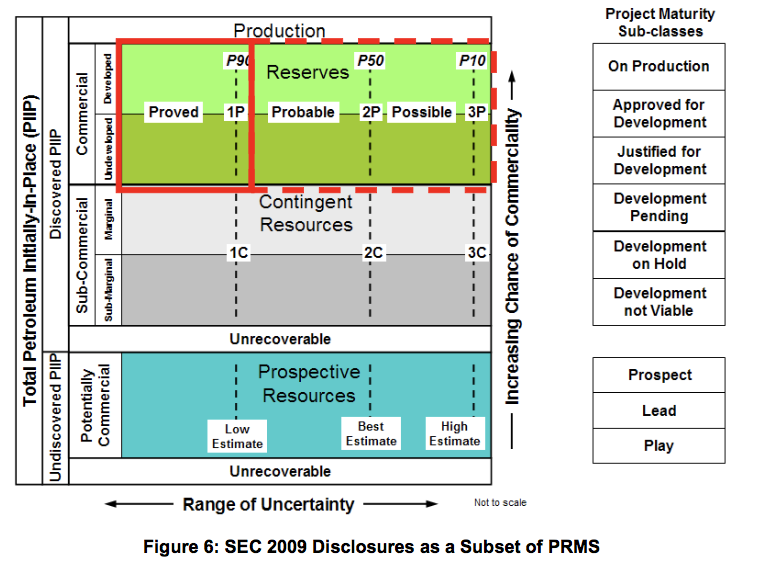 Total Petroleum Initially-In-Place (PIIP)
Discovered PIIP
Undiscovered PIIP
Commercial
Sub-Commercial
Potentially
Commercial
Developed
Undeveloped
Marginal
Sub-Marginal
Production
P90 P50 P10
Reserves
Proved 1P Probable 2P Possible 3P
Contingent
Resources
1C 2C 3C
Unrecoverable
Prospective
Resources
Low
Estimate
Best
Estimate
High
Estimate
Unrecoverable
Range of Uncertainty
Not to scale
Increasing Chance of Commerciality
Project Maturity
Sub-classes
On Production
Approved for
Development
Justified for
Development
Development
Pending
Development
on Hold
Development
not Viable
Prospect
Lead
Play
Figure 6: SEC 2009 Disclosures as a Subset of PRMS